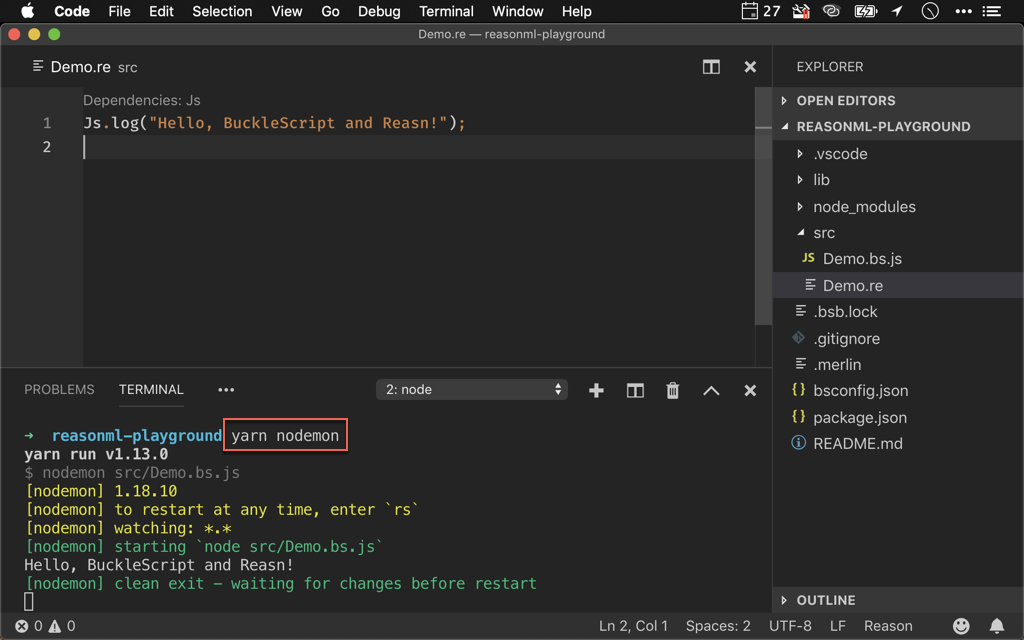 Code File Edit Selection View Go Debug Terminal Window Help 27
Demo.re — reasonml-playground
Demo.re src
Dependencies: Js
1 Js.log("Hello, BuckleScript and Reasn!");
2
EXPLORER
OPEN EDITORS
REASONML-PLAYGROUND
.vscode
lib
node_modules
src
JS Demo.bs.js
Demo.re
.bsb.lock
.gitignore
.merlin
{} bsconfig.json
{} package.json
README.md
OUTLINE
PROBLEMS TERMINAL ••• 2: node
→ reasonml-playground yarn nodemon
yarn run v1.13.0
$ nodemon src/Demo.bs.js
[nodemon] 1.18.10
[nodemon] to restart at any time, enter `rs`
[nodemon] watching: *.*
[nodemon] starting `node src/Demo.bs.js`
Hello, BuckleScript and Reasn!
[nodemon] clean exit - waiting for changes before restart
0 0 Ln 2, Col 1 Spaces: 2 UTF-8 LF Reason